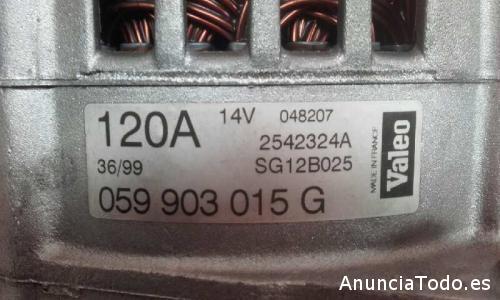 120A 14V 048207
2542324A
36/99 SG12B025
059 903 015 G
MADE IN FRANCE
Valeo
AnunciaTodo.es